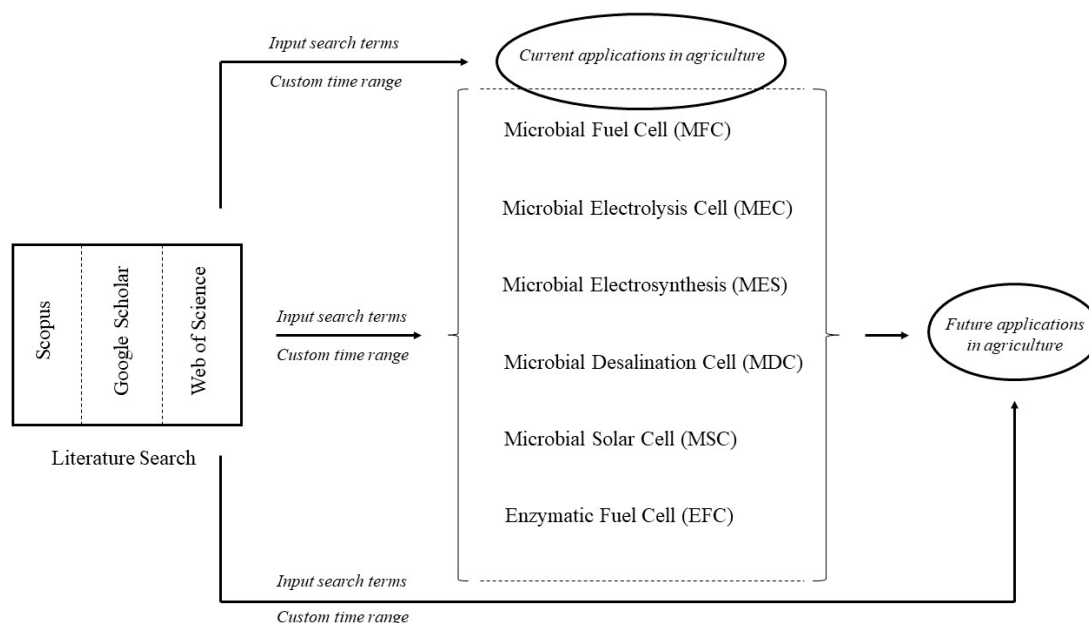 Input search terms
Custom time range
Current applications in agriculture
Microbial Fuel Cell (MFC)
Microbial Electrolysis Cell (MEC)
Microbial Electrosynthesis (MES)
Microbial Desalination Cell (MDC)
Microbial Solar Cell (MSC)
Enzymatic Fuel Cell (EFC)
Scopus
Google Scholar
Web of Science
Literature Search
Input search terms
Custom time range
Future applications
in agriculture
Input search terms
Custom time range